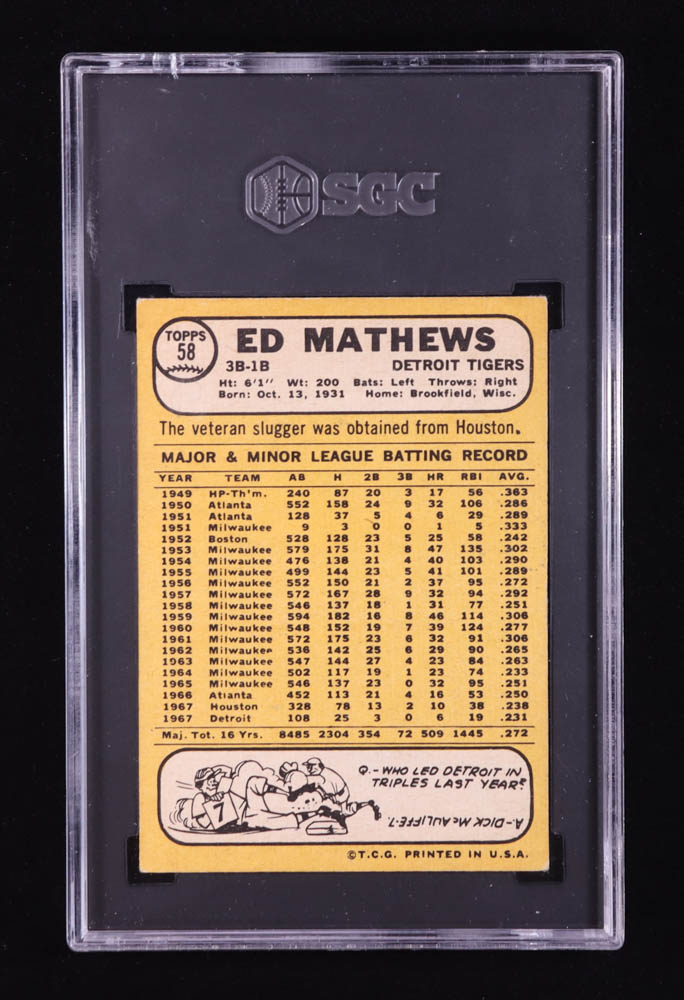 SGC
TOPPS
58
ED MATHEWS
3B-1B DETROIT TIGERS
Ht: 6'1" Wt: 200 Bats: Left Throws: Right
Born: Oct. 13, 1931 Home: Brookfield, Wisc.
The veteran slugger was obtained from Houston.
MAJOR & MINOR LEAGUE BATTING RECORD
YEAR TEAM AB H 2B 3B HR RBI AVG.
1949 HP-Th'm. 240 87 20 3 17 56 .363
1950 Atlanta 552 158 24 9 32 106 .286
1951 Atlanta 128 37 5 4 6 29 .289
1951 Milwaukee 9 3 0 0 1 5 .333
1952 Boston 528 128 23 5 25 58 .242
1953 Milwaukee 579 175 31 8 47 135 .302
1954 Milwaukee 476 138 21 4 40 103 .290
1955 Milwaukee 499 144 23 5 41 101 .289
1956 Milwaukee 552 150 21 2 37 95 .272
1957 Milwaukee 572 167 28 9 32 94 .292
1958 Milwaukee 546 137 18 1 31 77 .251
1959 Milwaukee 594 182 16 8 46 114 .306
1960 Milwaukee 548 152 19 7 39 124 .277
1961 Milwaukee 572 175 23 6 32 91 .306
1962 Milwaukee 536 142 25 6 29 90 .265
1963 Milwaukee 547 144 27 4 23 84 .263
1964 Milwaukee 502 117 19 1 23 74 .233
1965 Milwaukee 546 137 23 0 32 95 .251
1966 Atlanta 452 113 21 4 16 53 .250
1967 Houston 328 78 13 2 10 38 .238
1967 Detroit 108 25 3 0 6 19 .231
Maj. Tot. 16 Yrs. 8485 2304 354 72 509 1445 .272
Q.-WHO LED DETROIT IN
TRIPLES LAST YEAR?
7
A.-DICK McAULIFFE-7.
©T.C.G. PRINTED IN U.S.A.